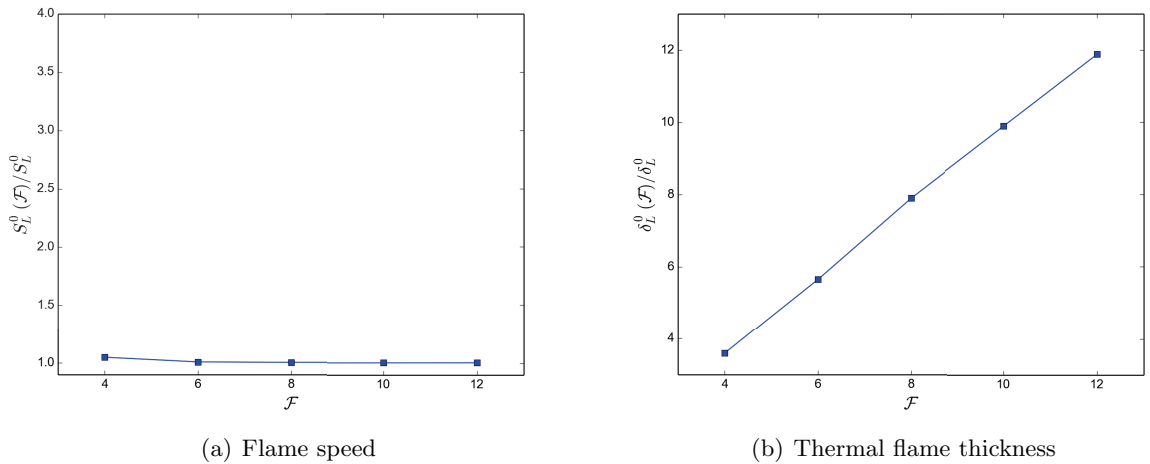 4.0
3.5
3.0
2.5
2.0
1.5
1.0
S_L^0(ℱ)/S_L^0
4 6 8 10 12
ℱ
(a) Flame speed
12
10
8
6
4
δ_L^0(ℱ)/δ_L^0
4 6 8 10 12
ℱ
(b) Thermal flame thickness